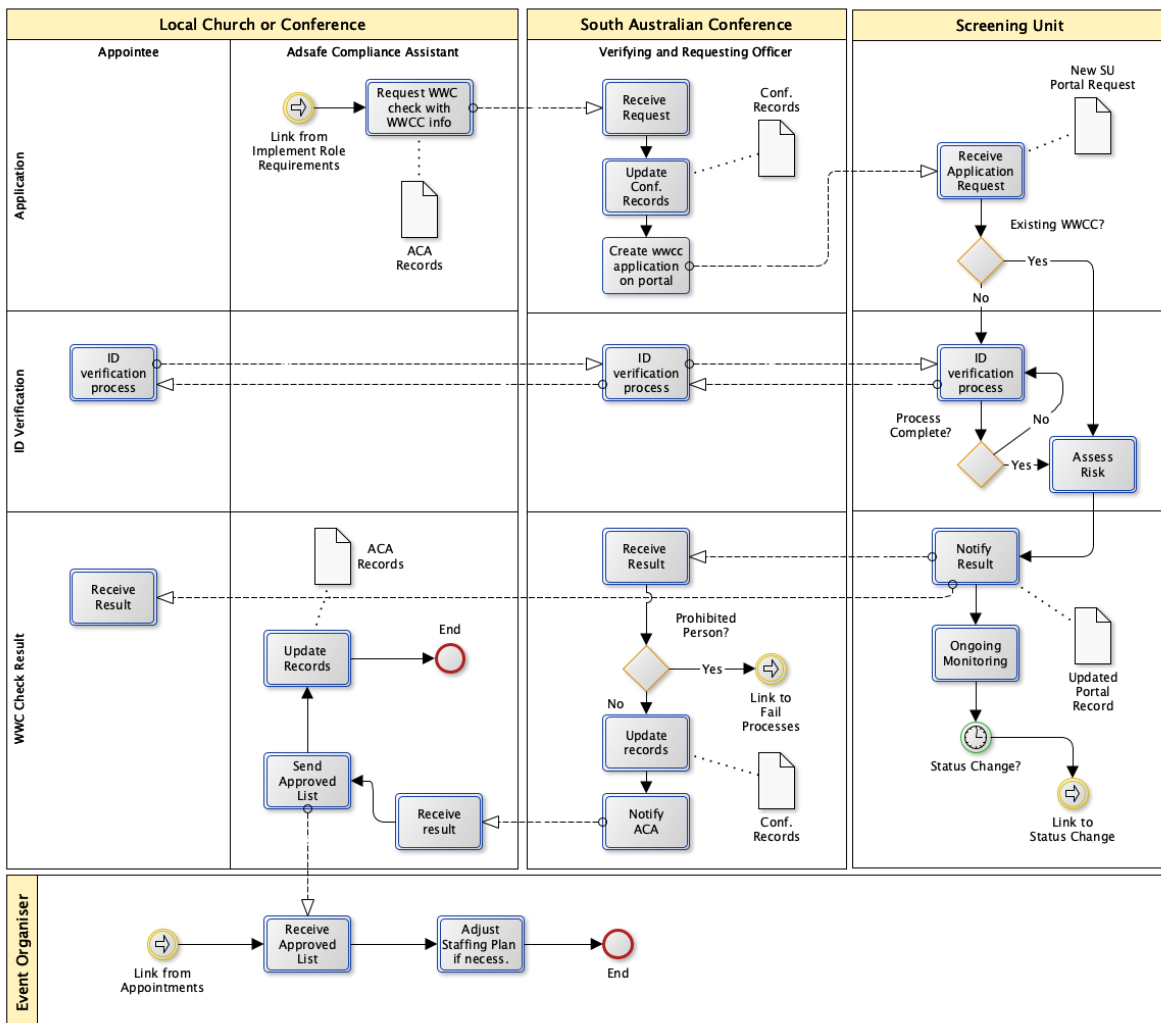 Local Church or Conference
South Australian Conference
Screening Unit
Appointee
Adsafe Compliance Assistant
Verifying and Requesting Officer
Application
Link from
Implement Role
Requirements
Request WWC
check with
WWCC info
ACA
Records
Receive
Request
Conf.
Records
Update
Conf.
Records
Create wwcc
application
on portal
New SU
Portal Request
Receive
Application
Request
Existing WWCC?
Yes
No
ID Verification
ID
verification
process
ID
verification
process
ID
verification
process
Process
Complete?
No
Yes
Assess
Risk
WWC Check Result
Receive
Result
ACA
Records
Update
Records
End
Send
Approved
List
Receive
result
Receive
Result
Prohibited
Person?
Yes
Link to
Fail
Processes
No
Update
records
Conf.
Records
Notify
ACA
Notify
Result
Updated
Portal
Record
Ongoing
Monitoring
Status Change?
Link to
Status Change
Event Organiser
Link from
Appointments
Receive
Approved
List
Adjust
Staffing Plan
if necess.
End